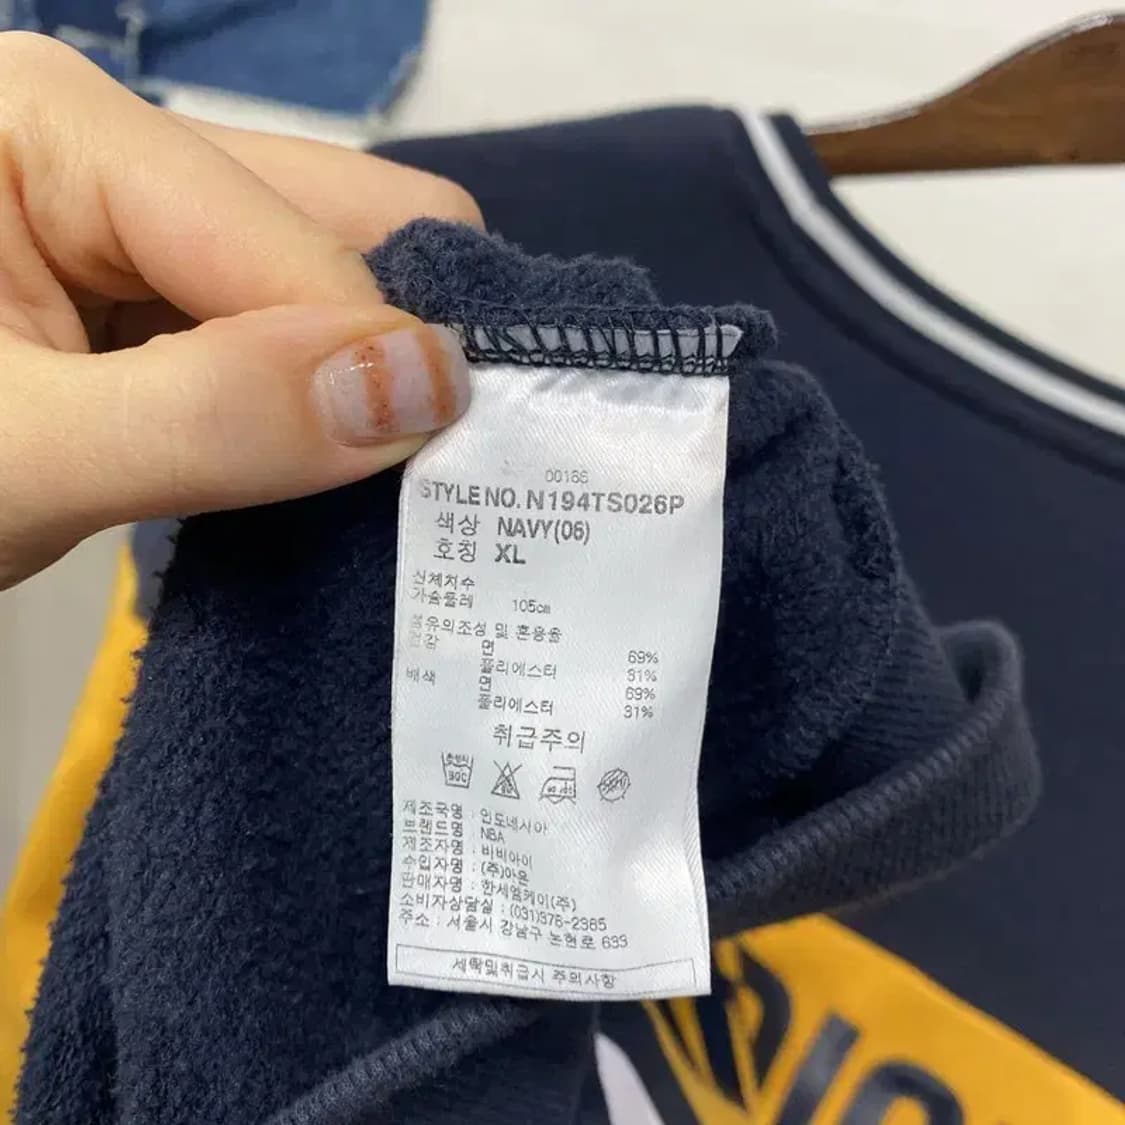 0018S
STYLE NO. N194TS026P
색상 NAVY(06)
호칭 XL
신체치수
가슴둘레 105㎝
섬유의조성 및 혼용율
겉감 면 69%
폴리에스터 31%
배색 면 69%
폴리에스터 31%
취급주의
제조국명 : 인도네시아
브랜드명 : NBA
제조자명 : 비비아이
수입자명 : (주)아온
판매자명 : 한세엠케이(주)
소비자상담실 : (031)376-2385
주소 : 서울시 강남구 논현로 633
세탁및취급시 주의사항